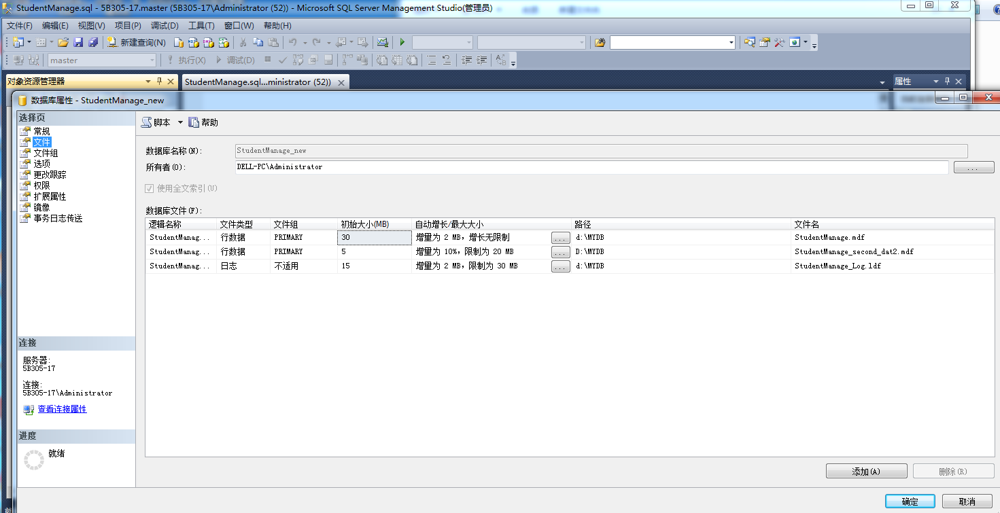 StudentManage.sql - 5B305-17.master (5B305-17\Administrator (52)) - Microsoft SQL Server Management Studio(管理员)
文件(F) 编辑(E) 视图(V) 项目(P) 调试(D) 工具(T) 窗口(W) 帮助(H)
新建查询(N)
master 执行(X) 调试(D)
对象资源管理器 StudentManage.sql...ministrator (52)) 属性
数据库属性 - StudentManage_new
选择页
常规
文件
文件组
选项
更改跟踪
权限
扩展属性
镜像
事务日志传送
连接
服务器:
5B305-17
连接:
5B305-17\Administrator
查看连接属性
进度
就绪
脚本 帮助
数据库名称(N): StudentManage_new
所有者(O): DELL-PC\Administrator ...
使用全文索引(U)
数据库文件(F):
逻辑名称 文件类型 文件组 初始大小(MB) 自动增长/最大大小 路径 文件名
StudentManag... 行数据 PRIMARY 30 增量为 2 MB，增长无限制 ... d:\MYDB StudentManage.mdf
StudentManag... 行数据 PRIMARY 5 增量为 10%，限制为 20 MB ... D:\MYDB StudentManage_second_dat2.mdf
StudentManag... 日志 不适用 15 增量为 2 MB，限制为 30 MB ... d:\MYDB StudentManage_Log.ldf
添加(A) 删除(R)
确定 取消